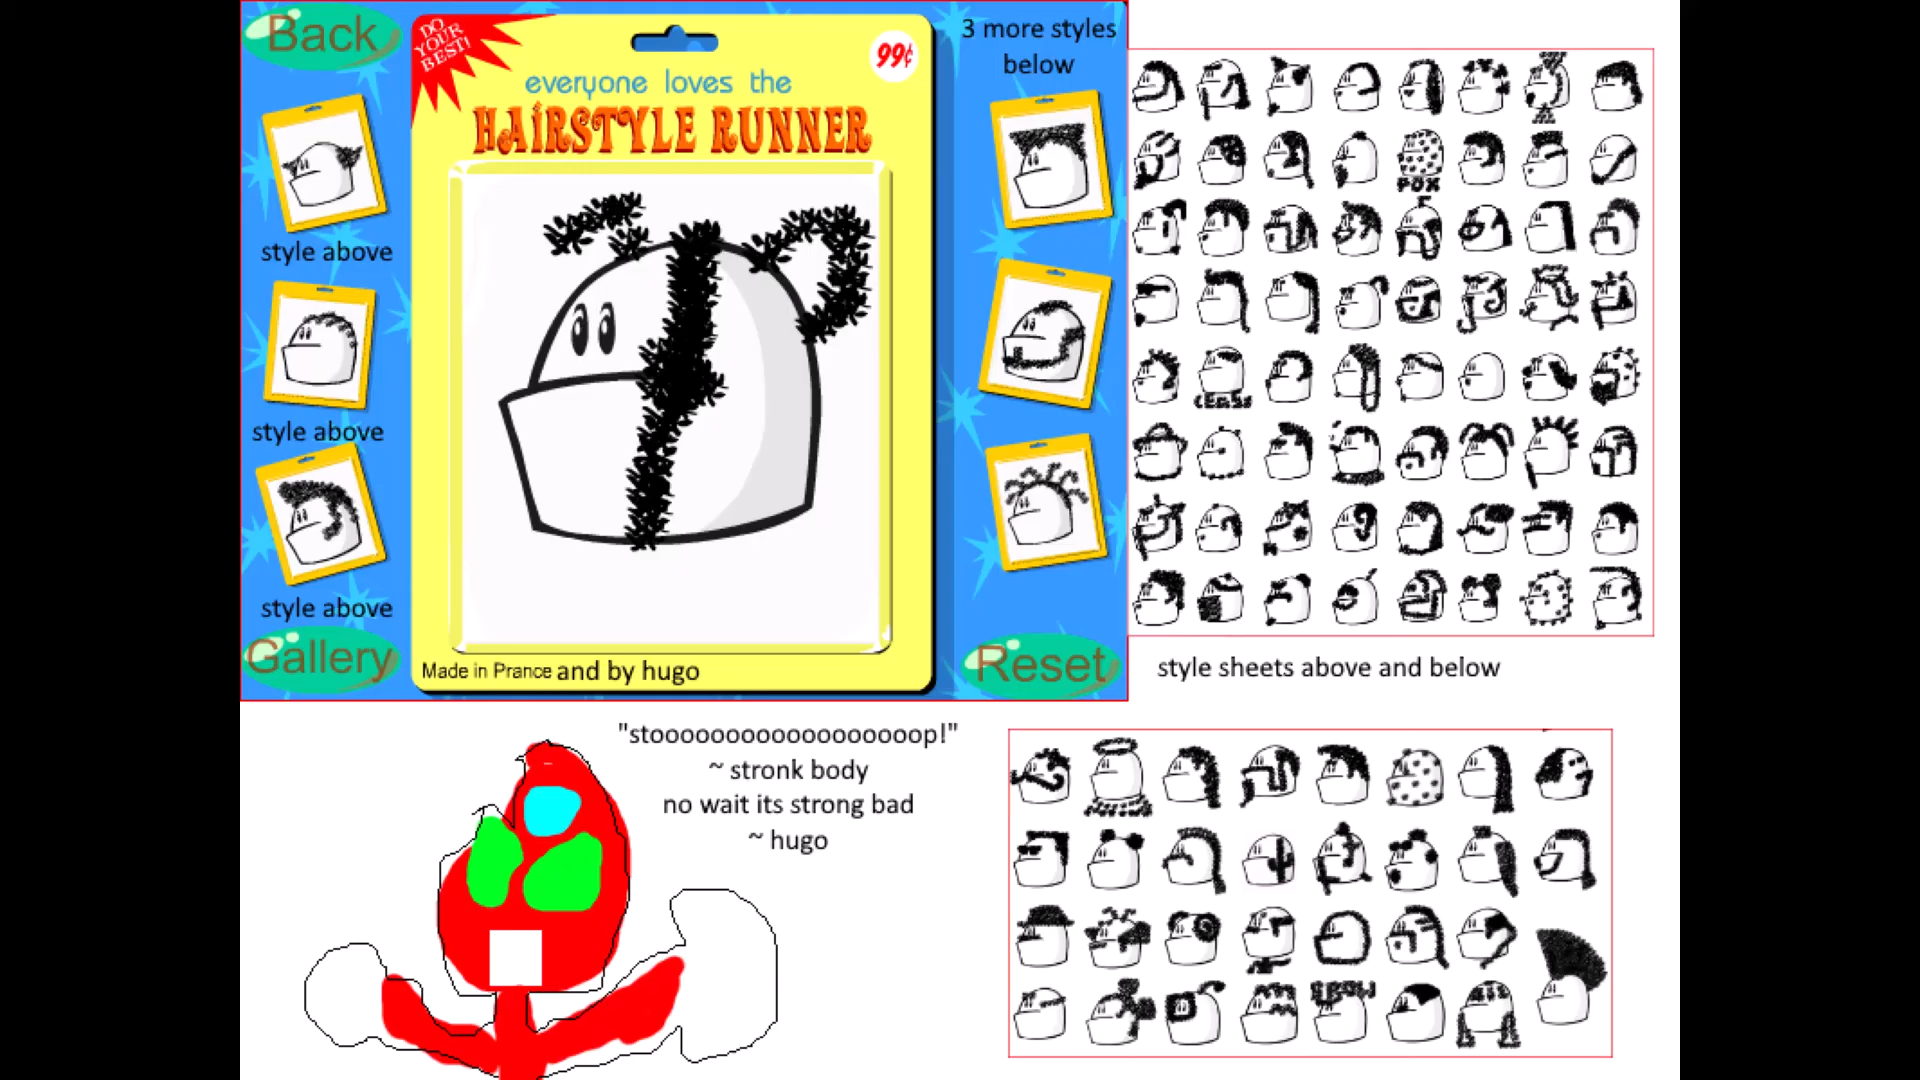 Back
DO
YOUR
BEST!
99¢
everyone loves the
HAIRSTYLE RUNNER
3 more styles
below
style above
style above
style above
Gallery
Made in Prance and by hugo
Reset
POX
style sheets above and below
"stoooooooooooooooooop!"
~ stronk body
no wait its strong bad
~ hugo